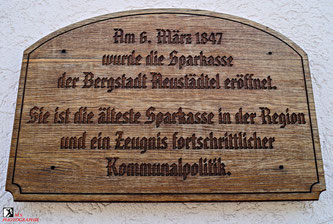 Am 6. März 1847
wurde die Sparkasse
der Bergstadt Neustädtel eröffnet.
Sie ist die älteste Sparkasse in der Region
und ein Zeugnis fortschrittlicher
Kommunalpolitik.